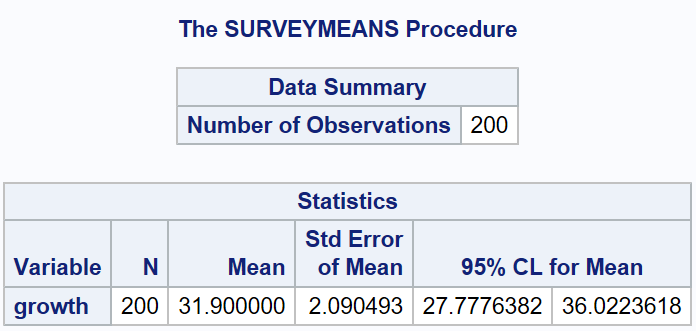 The SURVEYMEANS Procedure
Data Summary
Number of Observations 200
Statistics
Variable N Mean Std Error of Mean 95% CL for Mean
growth 200 31.900000 2.090493 27.7776382 36.0223618